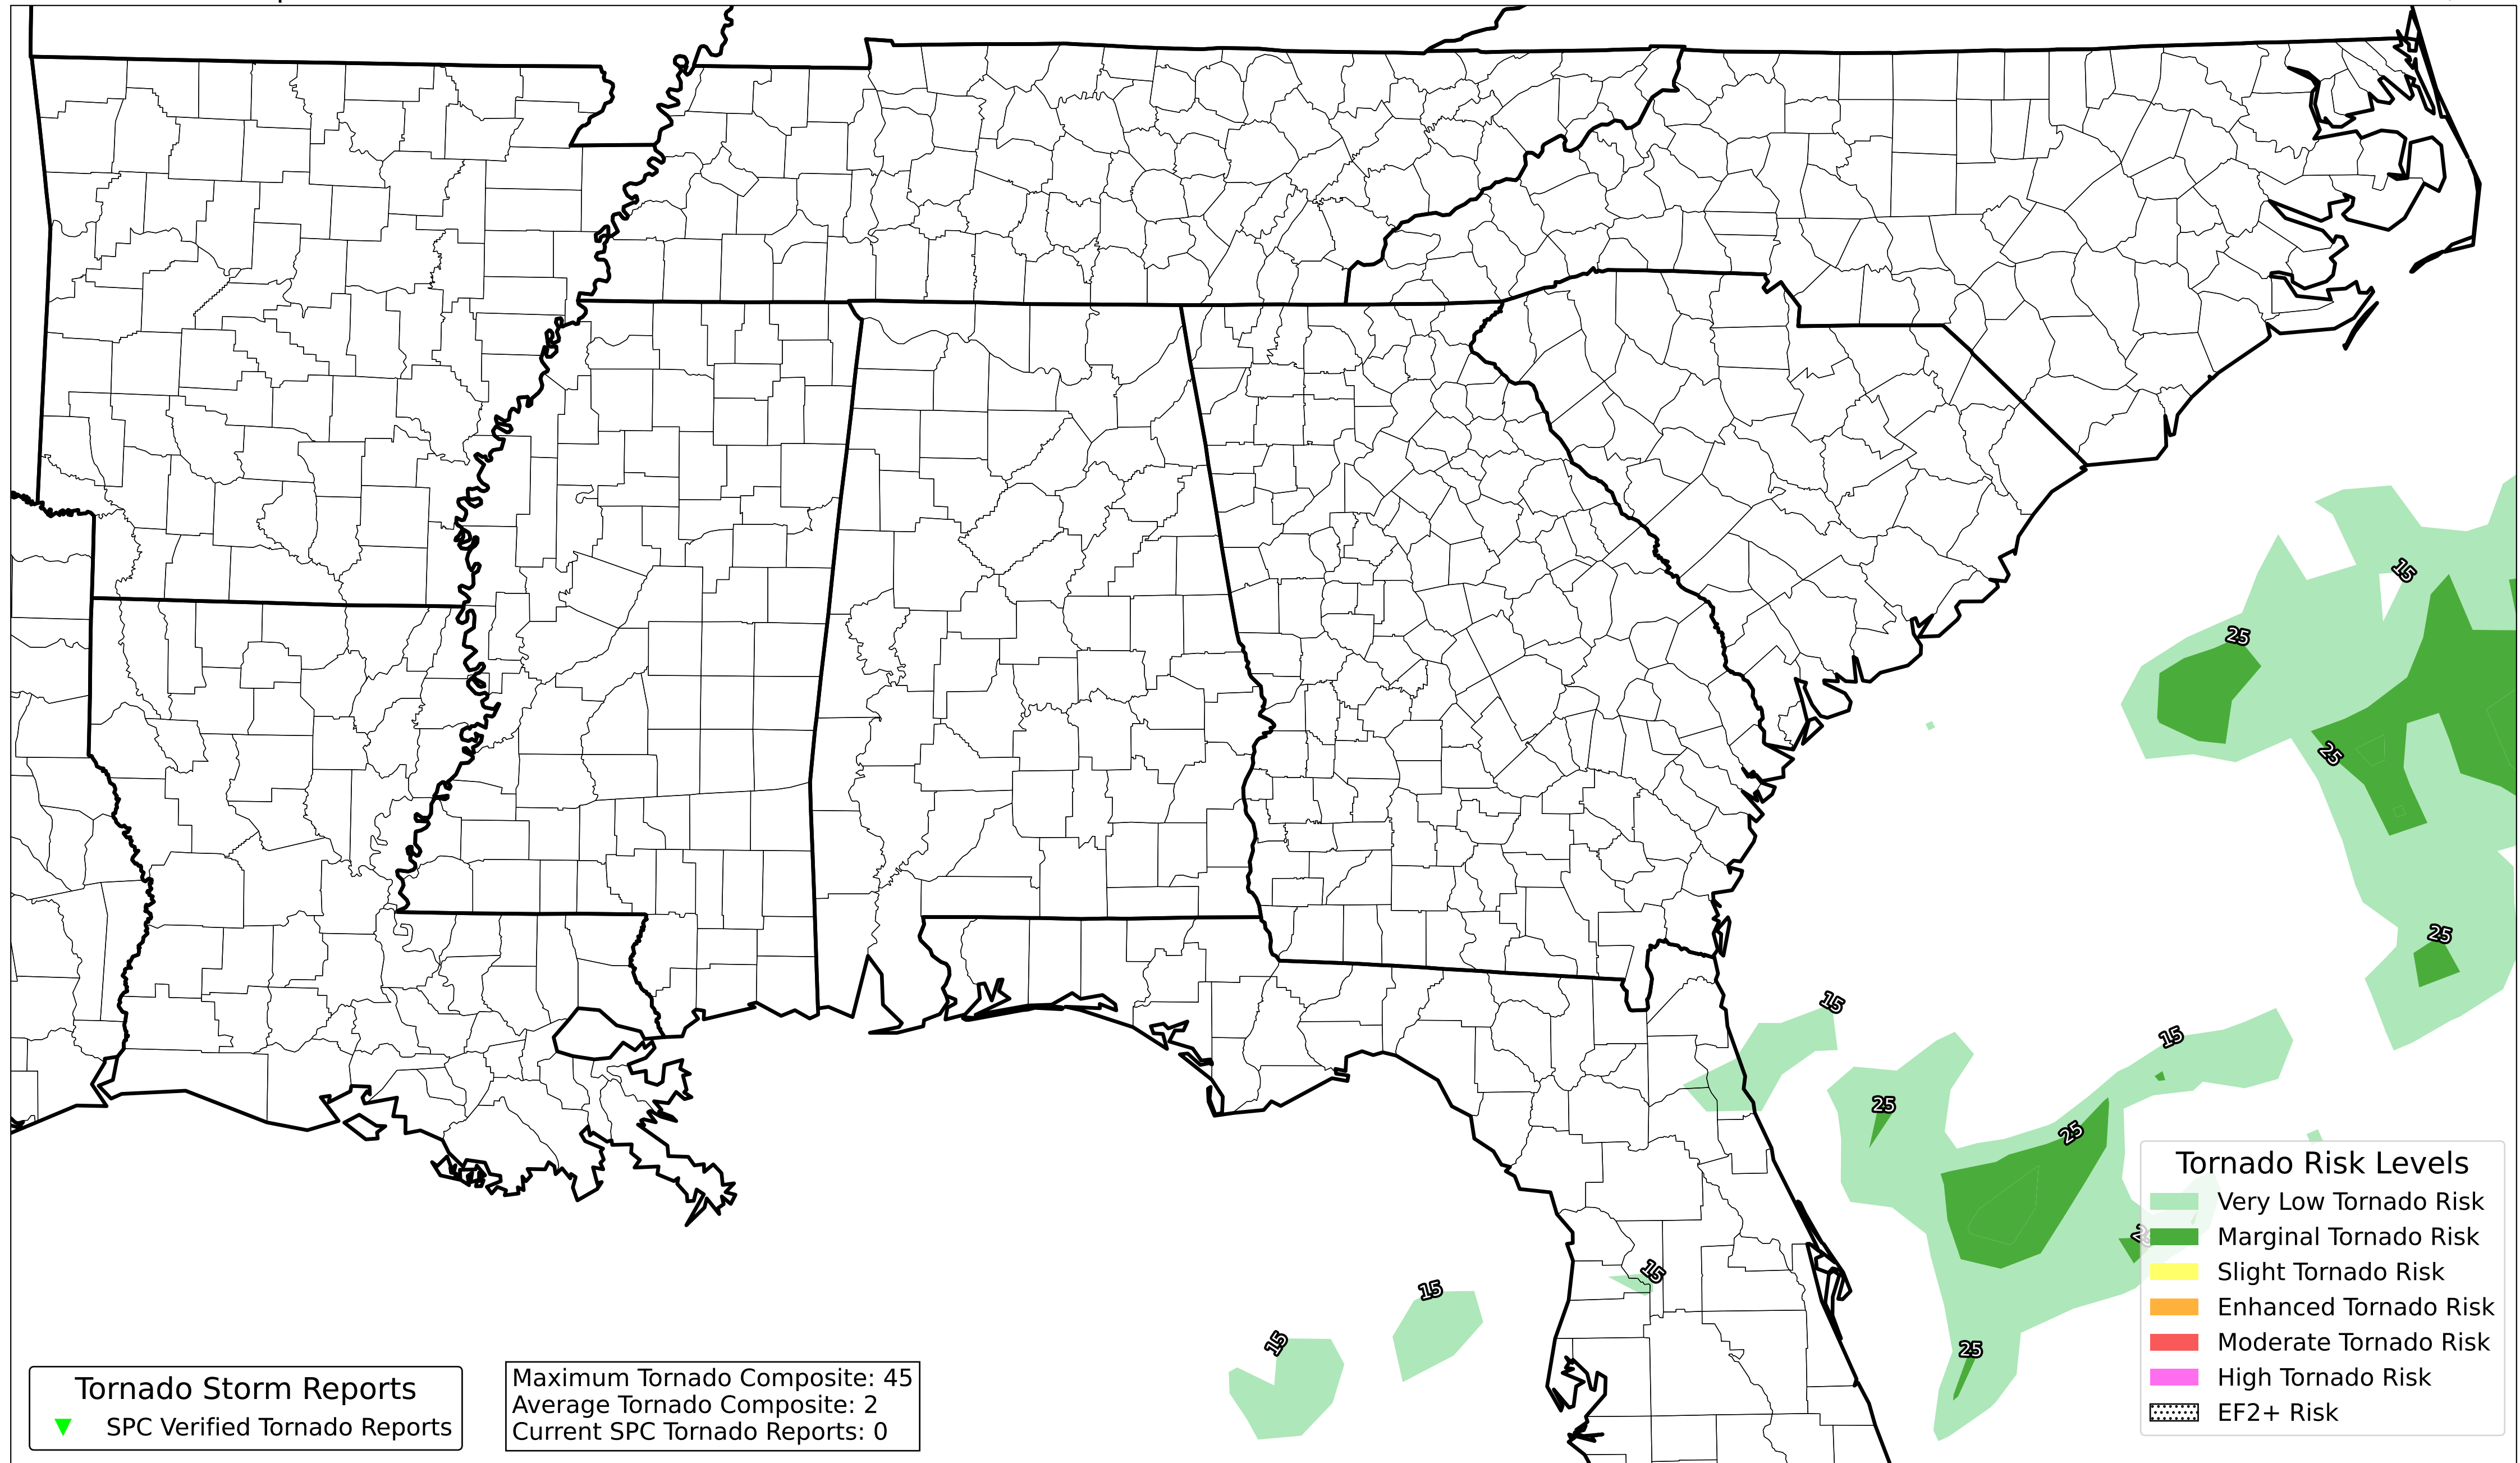 15
25
25
25
15
15
25
25
15
15
15
25
Tornado Risk Levels
Very Low Tornado Risk
Marginal Tornado Risk
Slight Tornado Risk
Enhanced Tornado Risk
Moderate Tornado Risk
High Tornado Risk
EF2+ Risk
Tornado Storm Reports
SPC Verified Tornado Reports
Maximum Tornado Composite: 45
Average Tornado Composite: 2
Current SPC Tornado Reports: 0